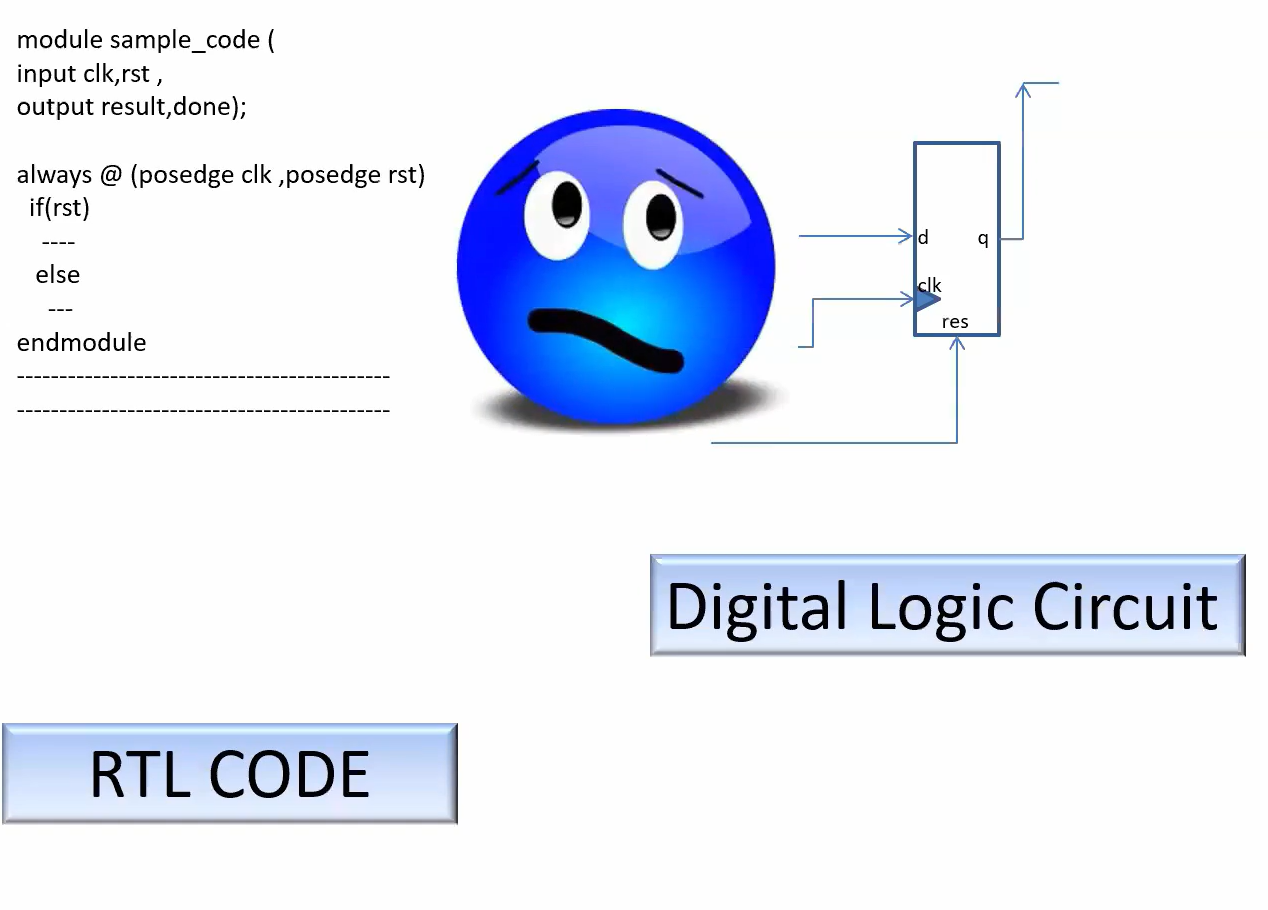 module sample_code (
input clk,rst ,
output result,done);
always @ (posedge clk ,posedge rst)
if(rst)
----
else
---
endmodule
--------------------------------------------
--------------------------------------------
d q
clk
res
Digital Logic Circuit
RTL CODE